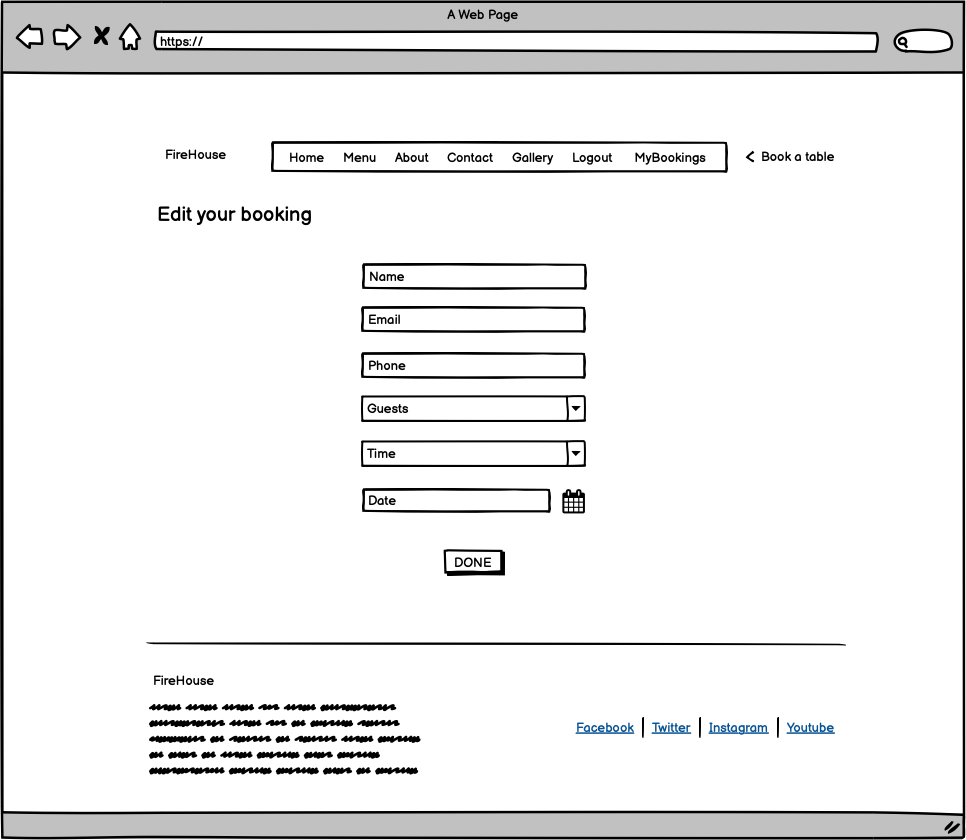 A Web Page
https://
FireHouse
Home Menu About Contact Gallery Logout MyBookings
Book a table
Edit your booking
Name
Email
Phone
Guests
Time
Date
DONE
FireHouse
Facebook Twitter Instagram Youtube